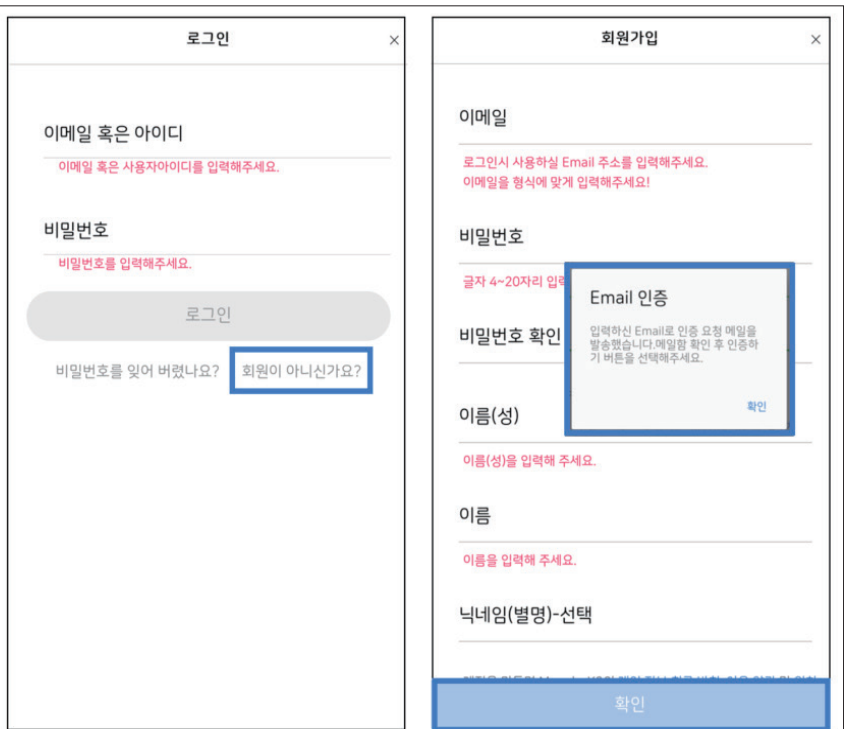 로그인 ×
이메일 혹은 아이디
이메일 혹은 사용자아이디를 입력해주세요.
비밀번호
비밀번호를 입력해주세요.
로그인
비밀번호를 잊어 버렸나요? 회원이 아니신가요?
회원가입 ×
이메일
로그인시 사용하실 Email 주소를 입력해주세요.
이메일을 형식에 맞게 입력해주세요!
비밀번호
글자 4~20자리 입력
비밀번호 확인
Email 인증
입력하신 Email로 인증 요청 메일을
발송했습니다.메일함 확인 후 인증하
기 버튼을 선택해주세요.
확인
이름(성)
이름(성)을 입력해 주세요.
이름
이름을 입력해 주세요.
닉네임(별명)-선택
확인